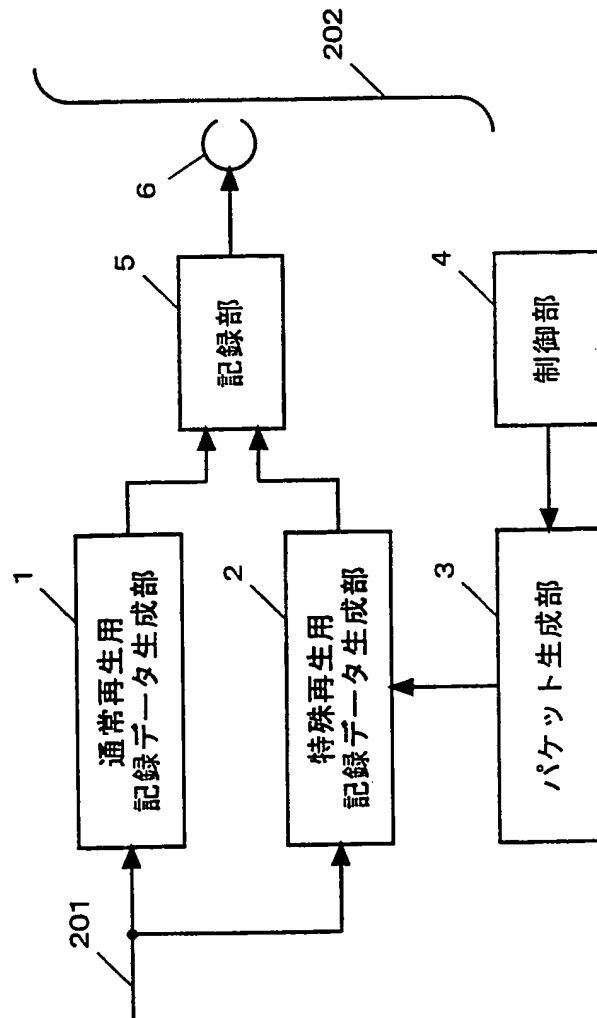 201
1
通常再生用
記録データ生成部
2
特殊再生用
記録データ生成部
3
パケット生成部
4
制御部
5
記録部
6
202